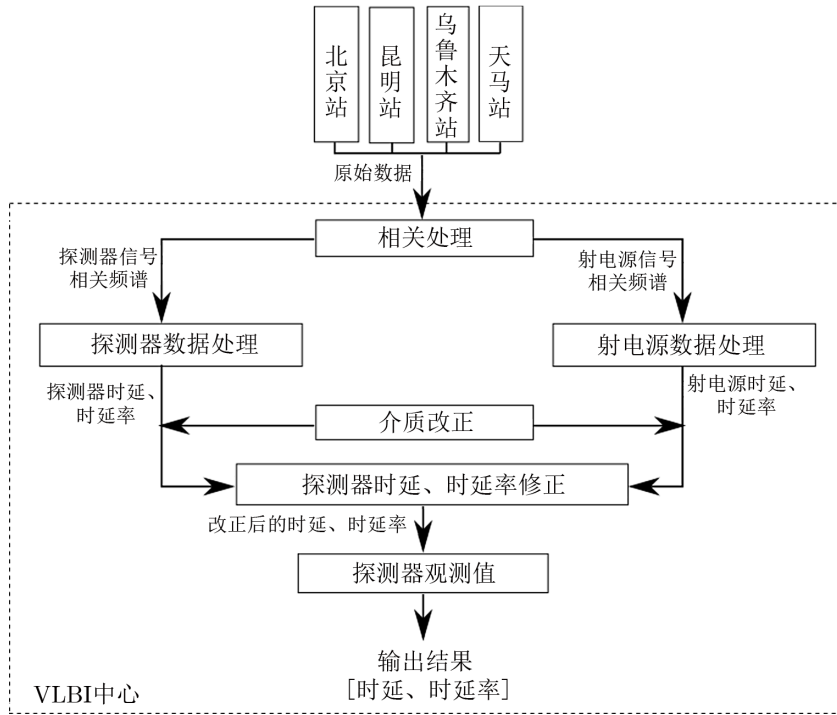 北京站
昆明站
乌鲁木齐站
天马站
原始数据
相关处理
探测器信号
相关频谱
射电源信号
相关频谱
探测器数据处理
射电源数据处理
探测器时延、
时延率
射电源时延、
时延率
介质改正
探测器时延、时延率修正
改正后的时延、时延率
探测器观测值
输出结果
[时延、时延率]
VLBI中心